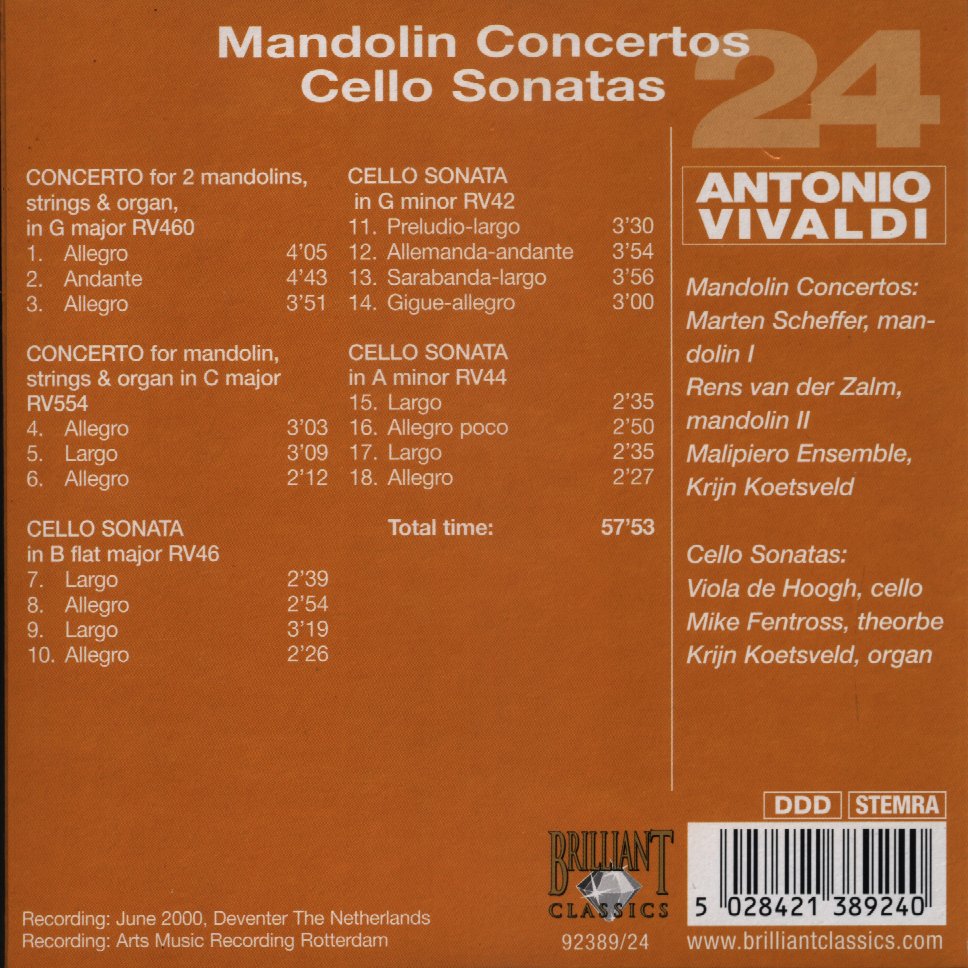 Mandolin Concertos
Cello Sonatas
24
ANTONIO
VIVALDI
CONCERTO for 2 mandolins,
strings & organ,
in G major RV460
1. Allegro 4'05
2. Andante 4'43
3. Allegro 3'51
CONCERTO for mandolin,
strings & organ in C major
RV554
4. Allegro 3'03
5. Largo 3'09
6. Allegro 2'12
CELLO SONATA
in B flat major RV46
7. Largo 2'39
8. Allegro 2'54
9. Largo 3'19
10. Allegro 2'26
CELLO SONATA
in G minor RV42
11. Preludio-largo 3'30
12. Allemanda-andante 3'54
13. Sarabanda-largo 3'56
14. Gigue-allegro 3'00
CELLO SONATA
in A minor RV44
15. Largo 2'35
16. Allegro poco 2'50
17. Largo 2'35
18. Allegro 2'27
Total time: 57'53
Mandolin Concertos:
Marten Scheffer, man-
dolin I
Rens van der Zalm,
mandolin II
Malipiero Ensemble,
Krijn Koetsveld
Cello Sonatas:
Viola de Hoogh, cello
Mike Fentross, theorbe
Krijn Koetsveld, organ
DDD STEMRA
BRILLIANT
CLASSICS
92389/24
5 028421 389240
www.brilliantclassics.com
Recording: June 2000, Deventer The Netherlands
Recording: Arts Music Recording Rotterdam